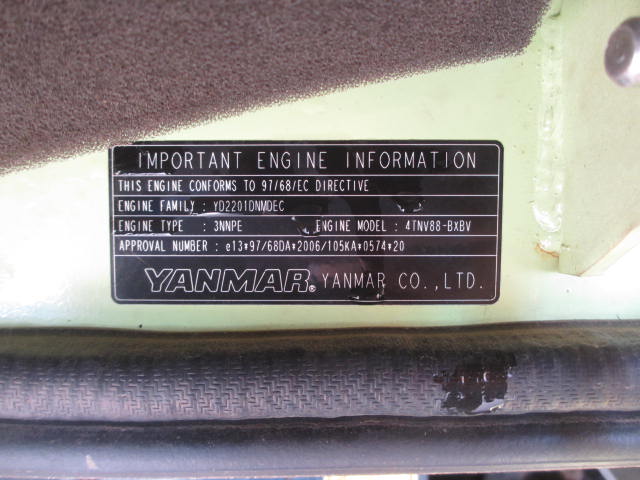 IMPORTANT ENGINE INFORMATION
THIS ENGINE CONFORMS TO 97/68/EC DIRECTIVE
ENGINE FAMILY : YD2201DNMDEC
ENGINE TYPE : 3NNPE ENGINE MODEL : 4TNV88-BXBV
APPROVAL NUMBER : e13*97/68DA*2006/105KA*0574*20
YANMAR® YANMAR CO.,LTD.